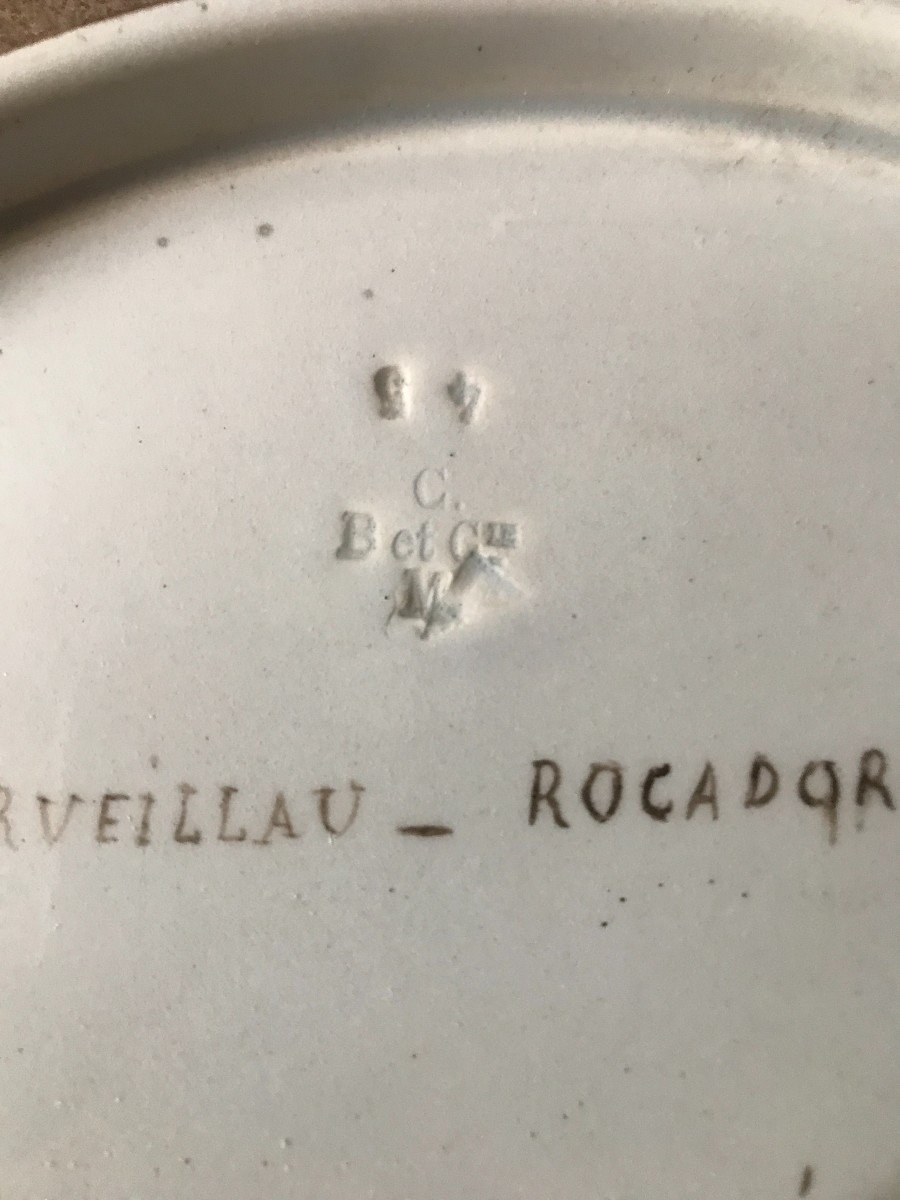 C.
B et Cⁱᴱ
M
RVEILLAU _ ROCADOR